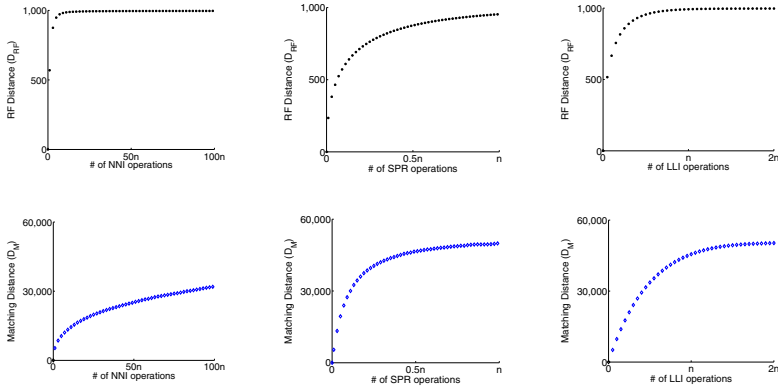 1,000
500
0
RF Distance (D_RF)
0 50n 100n
# of NNI operations
1,000
500
0
RF Distance (D_RF)
0 0.5n n
# of SPR operations
1,000
500
0
RF Distance (D_RF)
0 n 2n
# of LLI operations
60,000
30,000
0
Matching Distance (D_M)
0 50n 100n
# of NNI operations
60,000
30,000
0
Matching Distance (D_M)
0 0.5n n
# of SPR operations
60,000
30,000
0
Matching Distance (D_M)
0 n 2n
# of LLI operations